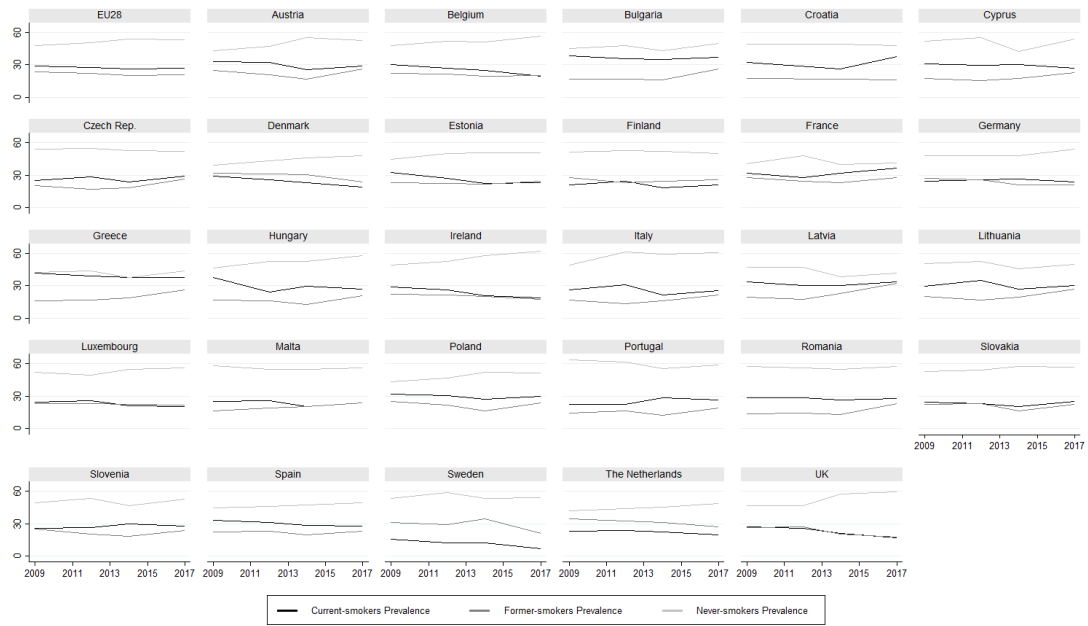 EU28 Austria Belgium Bulgaria Croatia Cyprus
60
30
0
Czech Rep. Denmark Estonia Finland France Germany
60
30
0
Greece Hungary Ireland Italy Latvia Lithuania
60
30
0
Luxembourg Malta Poland Portugal Romania Slovakia
60
30
0
2009 2011 2013 2015 2017
Slovenia Spain Sweden The Netherlands UK
60
30
0
2009 2011 2013 2015 2017 2009 2011 2013 2015 2017 2009 2011 2013 2015 2017 2009 2011 2013 2015 2017 2009 2011 2013 2015 2017
Current-smokers Prevalence Former-smokers Prevalence Never-smokers Prevalence